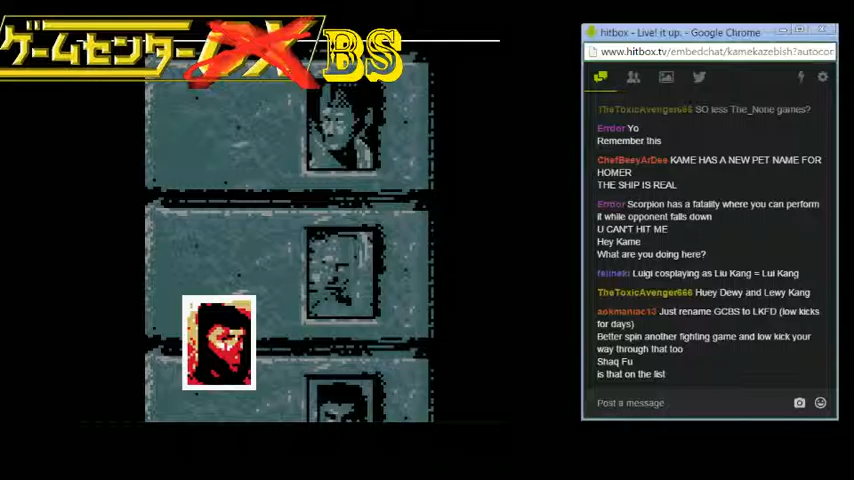 ゲームセンターDX BS
hitbox - Live! it up. - Google Chrome
www.hitbox.tv/embedchat/kamekazebish?autocor
TheToxicAvenger666 SO less The_None games?
Errdor Yo
Remember this
ChefBeeyArDee KAME HAS A NEW PET NAME FOR
HOMER
THE SHIP IS REAL
Errdor Scorpion has a fatality where you can perform
it while opponent falls down
U CAN'T HIT ME
Hey Kame
What are you doing here?
Luigi cosplaying as Liu Kang = Lui Kang
TheToxicAvenger666 Huey Dewy and Lewy Kang
aokmaniac13 Just rename GCBS to LKFD (low kicks
for days)
Better spin another fighting game and low kick your
way through that too
Shaq Fu
is that on the list
Post a message